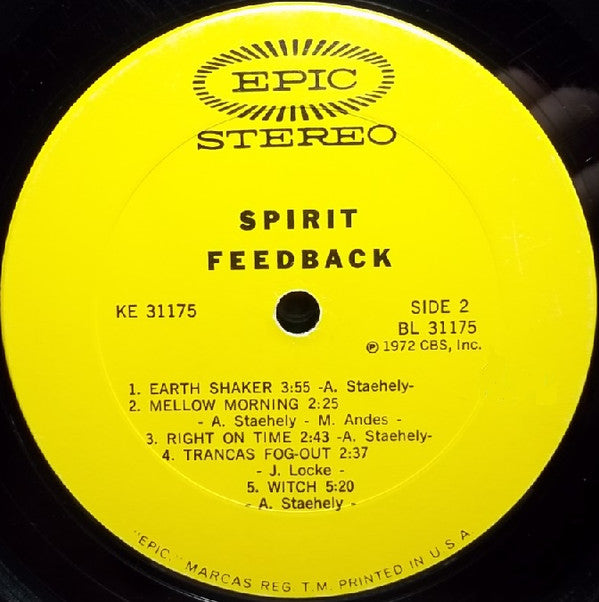 EPIC
STEREO
SPIRIT
FEEDBACK
KE 31175
SIDE 2
BL 31175
℗ 1972 CBS, Inc.
1. EARTH SHAKER 3:55 -A. Staehely-
2. MELLOW MORNING 2:25
- A. Staehely - M. Andes -
3. RIGHT ON TIME 2:43 -A. Staehely-
4. TRANCAS FOG-OUT 2:37
- J. Locke -
5. WITCH 5:20
- A. Staehely -
"EPIC," MARCAS REG. T.M. PRINTED IN U.S.A.